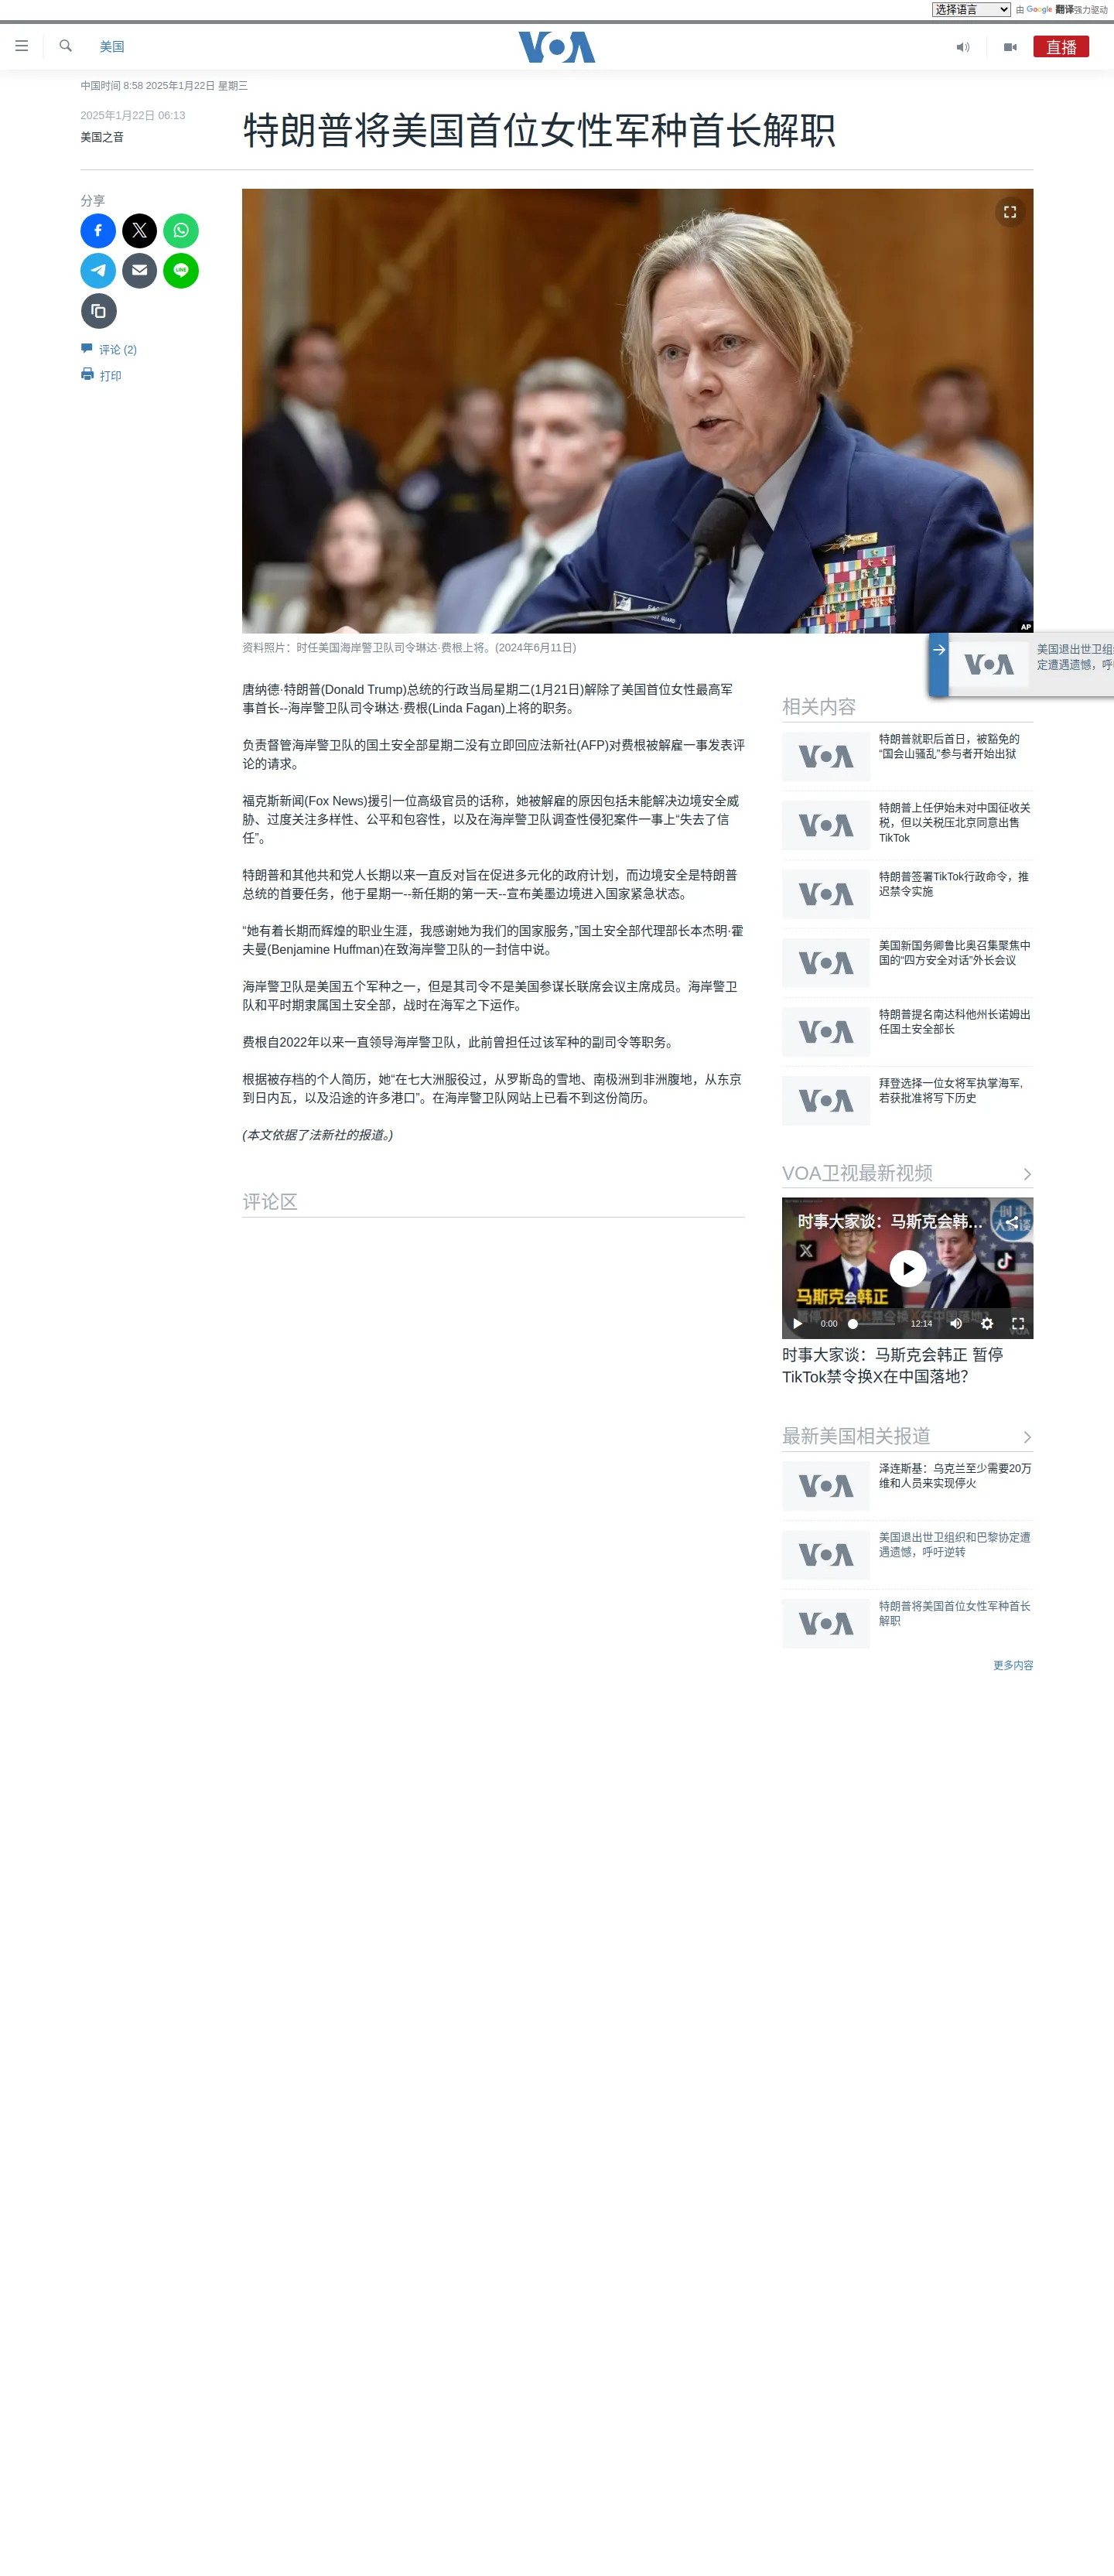 选择语言
由 Google 翻译强力驱动
美国
VOA
直播
中国时间 8:58 2025年1月22日 星期三
2025年1月22日 06:13
美国之音
特朗普将美国首位女性军种首长解职
分享
LINE
评论 (2)
打印
AP
资料照片：时任美国海岸警卫队司令琳达·费根上将。(2024年6月11日)
VOA
美国退出世卫组
定遭遇遗憾，呼
唐纳德·特朗普(Donald Trump)总统的行政当局星期二(1月21日)解除了美国首位女性最高军
事首长--海岸警卫队司令琳达·费根(Linda Fagan)上将的职务。
负责督管海岸警卫队的国土安全部星期二没有立即回应法新社(AFP)对费根被解雇一事发表评
论的请求。
福克斯新闻(Fox News)援引一位高级官员的话称，她被解雇的原因包括未能解决边境安全威
胁、过度关注多样性、公平和包容性，以及在海岸警卫队调查性侵犯案件一事上“失去了信
任”。
特朗普和其他共和党人长期以来一直反对旨在促进多元化的政府计划，而边境安全是特朗普
总统的首要任务，他于星期一--新任期的第一天--宣布美墨边境进入国家紧急状态。
“她有着长期而辉煌的职业生涯，我感谢她为我们的国家服务，”国土安全部代理部长本杰明·霍
夫曼(Benjamine Huffman)在致海岸警卫队的一封信中说。
海岸警卫队是美国五个军种之一，但是其司令不是美国参谋长联席会议主席成员。海岸警卫
队和平时期隶属国土安全部，战时在海军之下运作。
费根自2022年以来一直领导海岸警卫队，此前曾担任过该军种的副司令等职务。
根据被存档的个人简历，她“在七大洲服役过，从罗斯岛的雪地、南极洲到非洲腹地，从东京
到日内瓦，以及沿途的许多港口”。在海岸警卫队网站上已看不到这份简历。
(本文依据了法新社的报道。)
评论区
相关内容
VOA
特朗普就职后首日，被豁免的
“国会山骚乱”参与者开始出狱
VOA
特朗普上任伊始未对中国征收关
税，但以关税压北京同意出售
TikTok
VOA
特朗普签署TikTok行政命令，推
迟禁令实施
VOA
美国新国务卿鲁比奥召集聚焦中
国的“四方安全对话”外长会议
VOA
特朗普提名南达科他州长诺姆出
任国土安全部长
VOA
拜登选择一位女将军执掌海军,
若获批准将写下历史
VOA卫视最新视频
时事大家谈：马斯克会韩...
时事
大家谈
马斯克会韩正
0:00
12:14
VOA
时事大家谈：马斯克会韩正 暂停
TikTok禁令换X在中国落地？
最新美国相关报道
VOA
泽连斯基：乌克兰至少需要20万
维和人员来实现停火
VOA
美国退出世卫组织和巴黎协定遭
遇遗憾，呼吁逆转
VOA
特朗普将美国首位女性军种首长
解职
更多内容